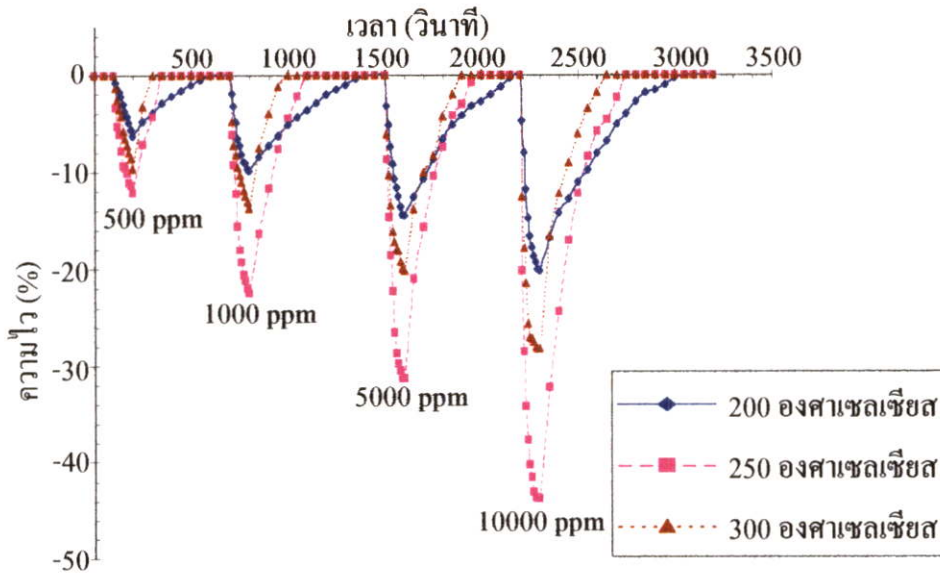 เวลา (วินาที)
500 1000 1500 2000 2500 3000 3500
0
-10
-20
-30
-40
-50
ความไว (%)
500 ppm
1000 ppm
5000 ppm
10000 ppm
200 องศาเซลเซียส
250 องศาเซลเซียส
300 องศาเซลเซียส